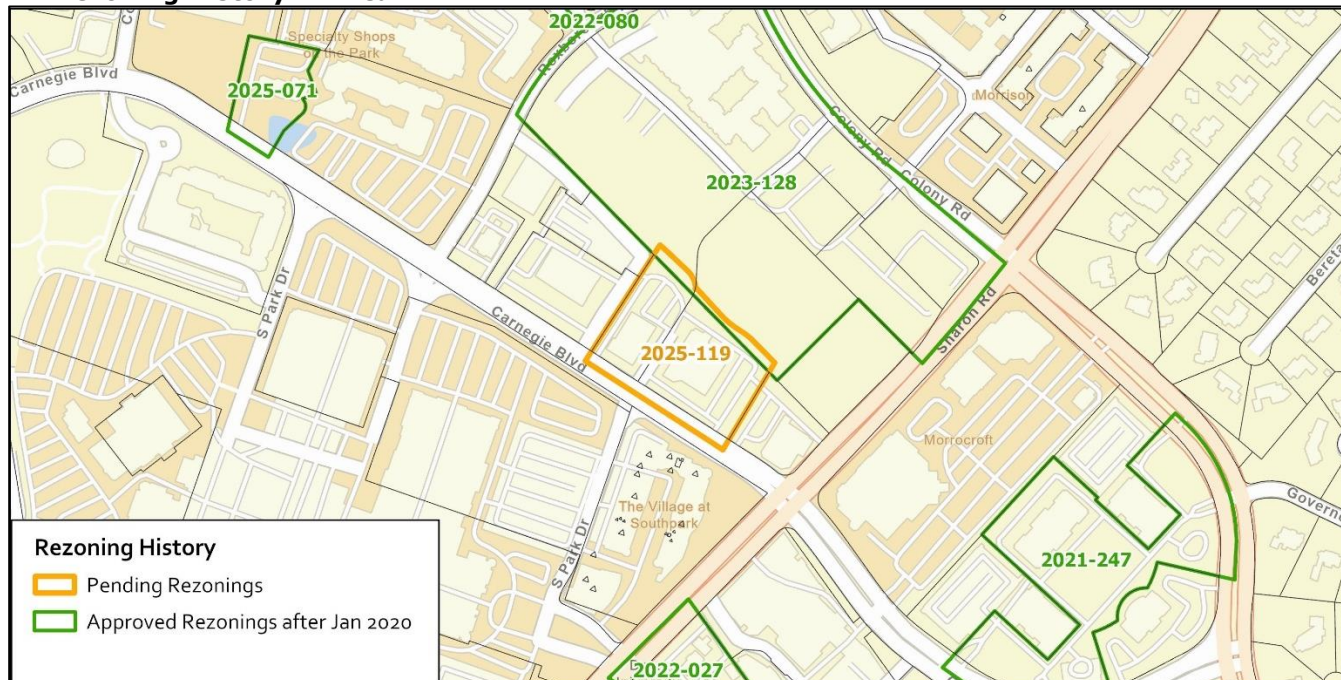 2022-080
Specialty Shops
on the Park
Carnegie Blvd
2025-071
Morrison
Colony Rd
Colony Rd
2023-128
S Park Dr
Carnegie Blvd
Sharon Rd
2025-119
Morrocroft
The Village at
Southpark
S Park Dr
2021-247
2022-027
Rezoning History
Pending Rezonings
Approved Rezonings after Jan 2020